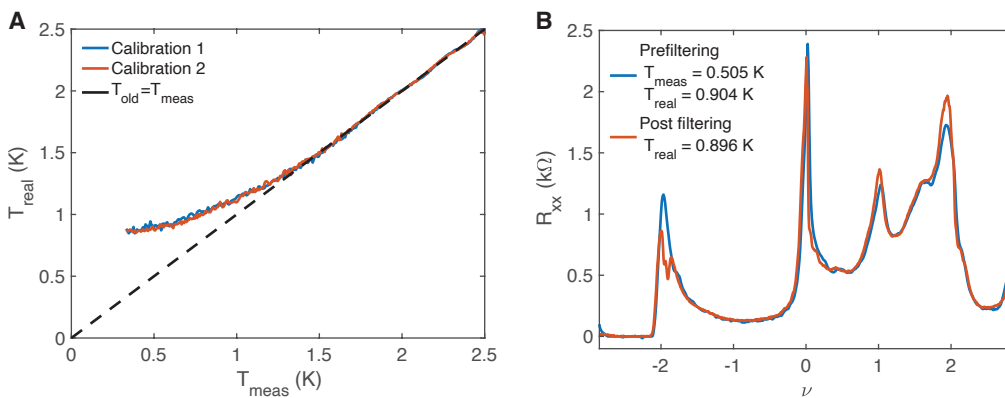 A
2.5
2
1.5
1
0.5
0
T_real (K)
Calibration 1
Calibration 2
T_old=T_meas
0 0.5 1 1.5 2 2.5
T_meas (K)
B
2.5
2
1.5
1
0.5
0
R_xx (kΩ)
Prefiltering
T_meas = 0.505 K
T_real = 0.904 K
Post filtering
T_real = 0.896 K
-2 -1 0 1 2
ν